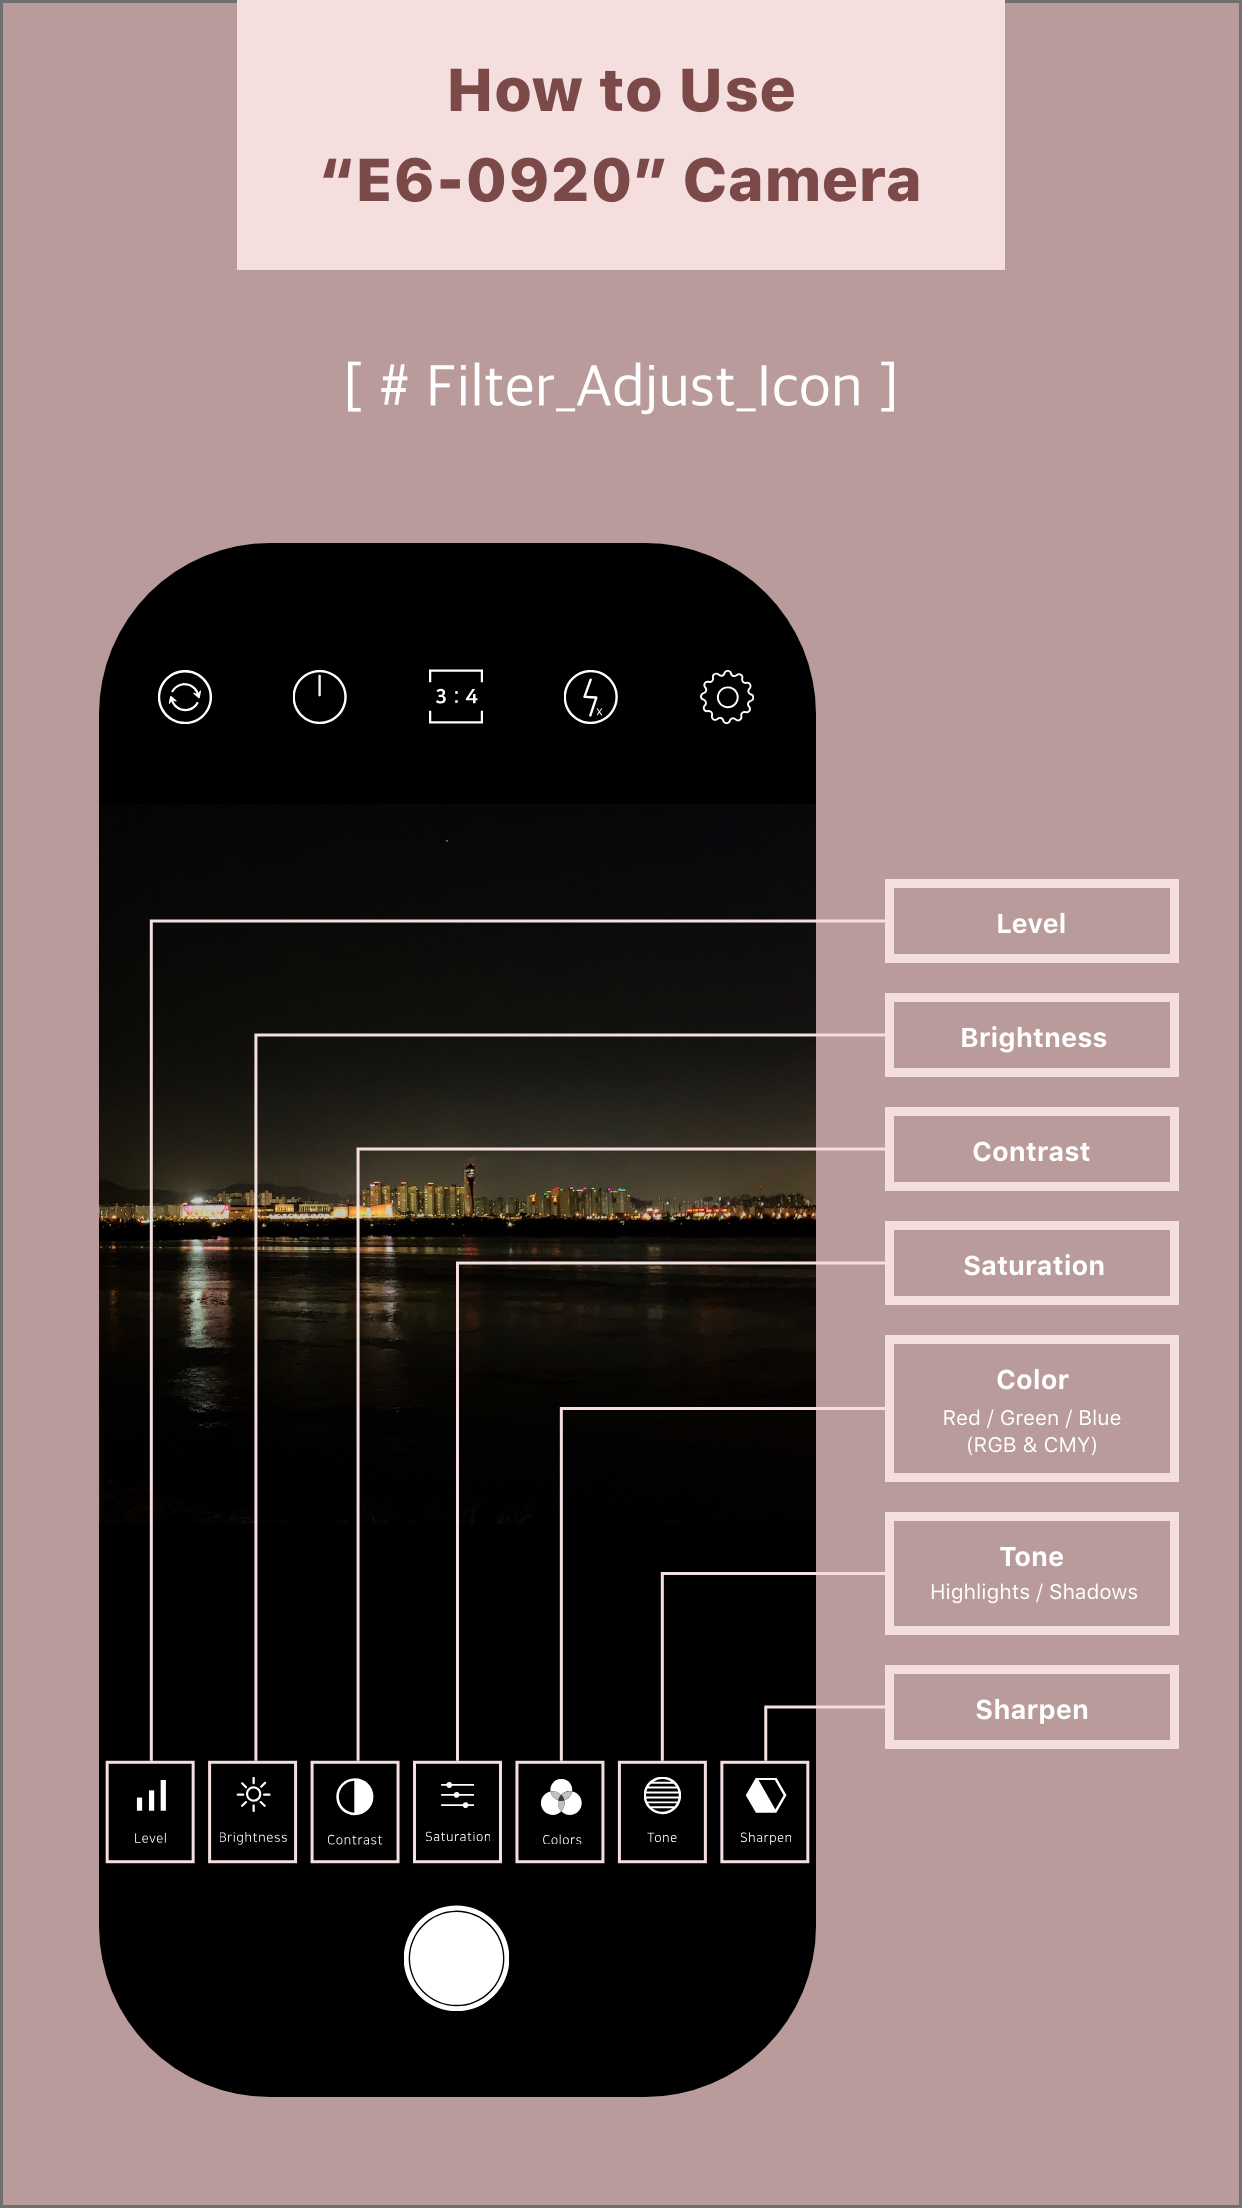 How to Use
“E6-0920” Camera
[ # Filter_Adjust_Icon ]
3 : 4
x
Level
Brightness
Contrast
Saturation
Color
Red / Green / Blue
(RGB & CMY)
Tone
Highlights / Shadows
Sharpen
Level
Brightness
Contrast
Saturation
Colors
Tone
Sharpen